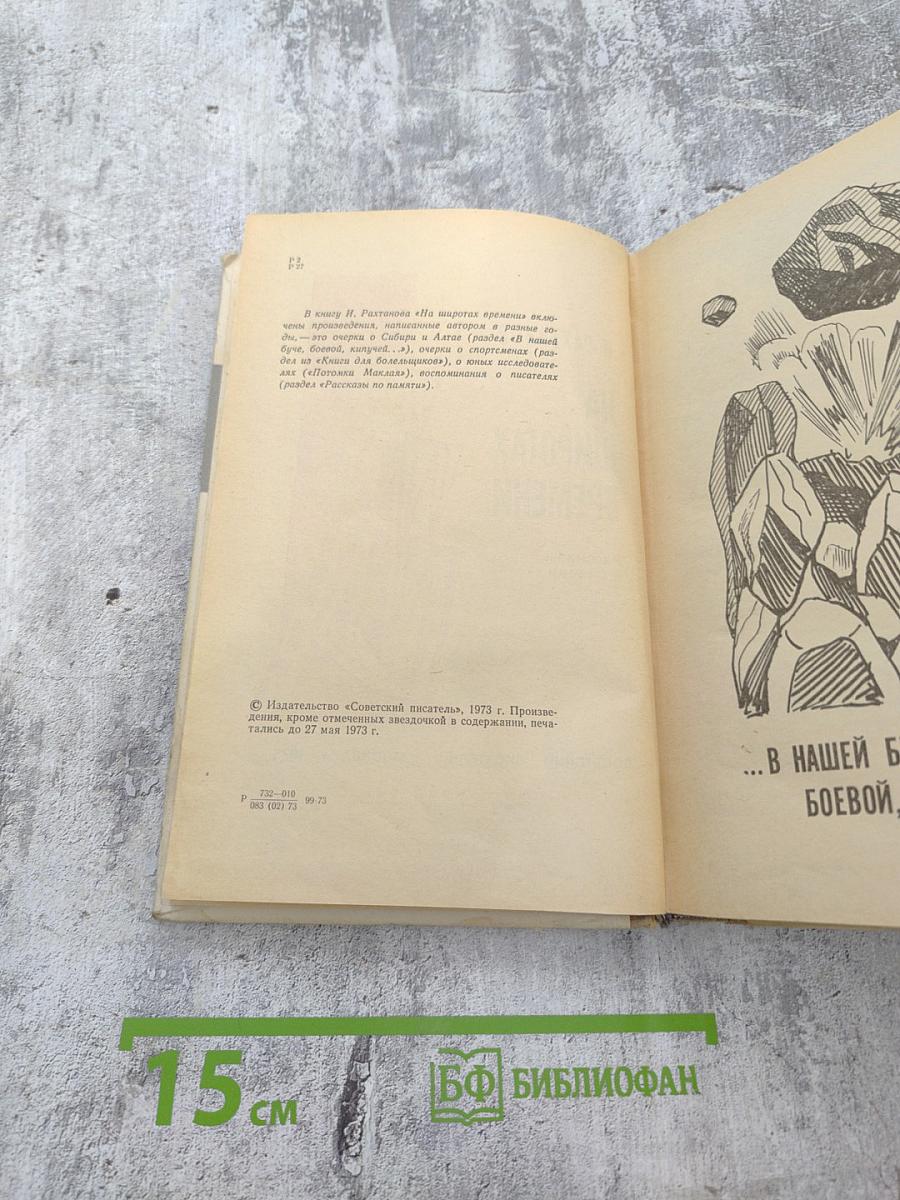 Р 2
Р 27
В книгу И. Рахтанова «На широтах времени» вклю-
чены произведения, написанные автором в разные го-
ды, — это очерки о Сибири и Алтае (раздел «В нашей
буче, боевой, кипучей...»), очерки о спортсменах (раз-
дел из «Книги для болельщиков»), о юных исследовате-
лях («Потомки Маклая»), воспоминания о писателях
(раздел «Рассказы по памяти»).
© Издательство «Советский писатель», 1973 г. Произве-
дения, кроме отмеченных звездочкой в содержании, печа-
тались до 27 мая 1973 г.
Р 732—010 99-73
083 (02) 73
...В НАШЕЙ
БОЕВОЙ,
15 см
БФ БИБЛИОФАН